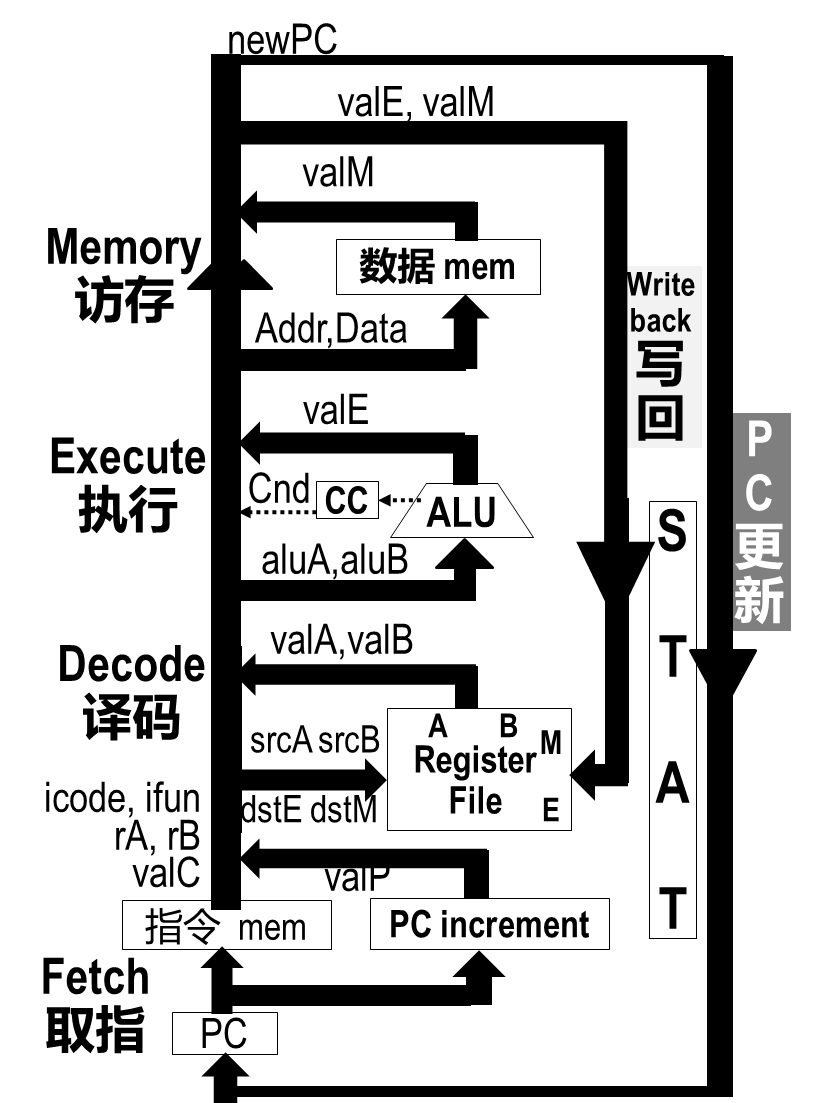 newPC
valE, valM
valM
Memory
访存
数据 mem
Write
back
写
回
Addr,Data
valE
P
C
更
新
Execute
执行
Cnd
CC
ALU
S
T
A
T
aluA,aluB
valA,valB
Decode
译码
A B
M
srcA srcB
Register
File
E
dstE dstM
icode, ifun
rA, rB
valC
valP
指令 mem
PC increment
Fetch
取指
PC